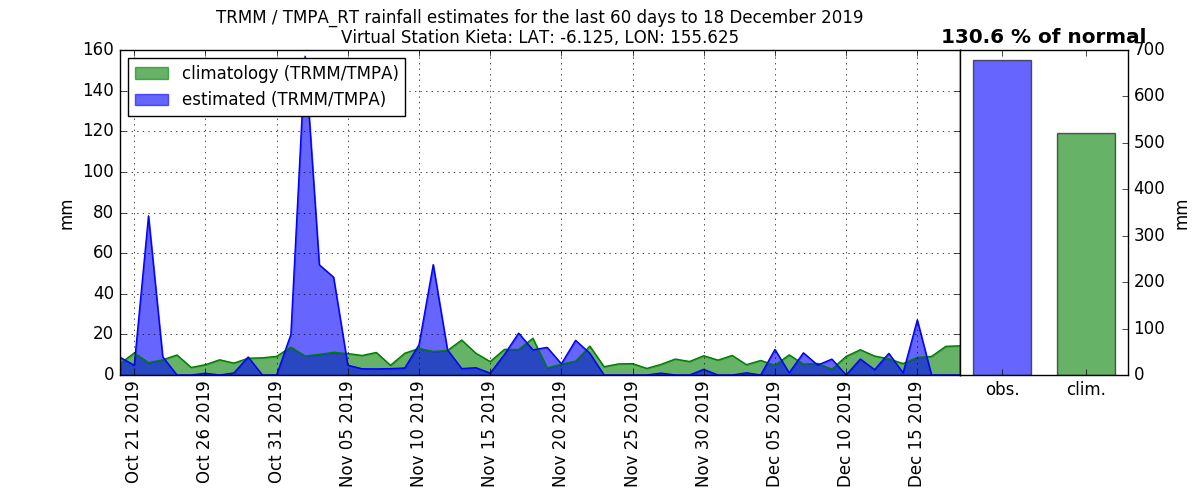 TRMM / TMPA_RT rainfall estimates for the last 60 days to 18 December 2019
Virtual Station Kieta: LAT: -6.125, LON: 155.625
130.6 % of normal
climatology (TRMM/TMPA)
estimated (TRMM/TMPA)
mm
160
140
120
100
80
60
40
20
0
Oct 21 2019
Oct 26 2019
Oct 31 2019
Nov 05 2019
Nov 10 2019
Nov 15 2019
Nov 20 2019
Nov 25 2019
Nov 30 2019
Dec 05 2019
Dec 10 2019
Dec 15 2019
obs.
clim.
700
600
500
400
300
200
100
0
mm